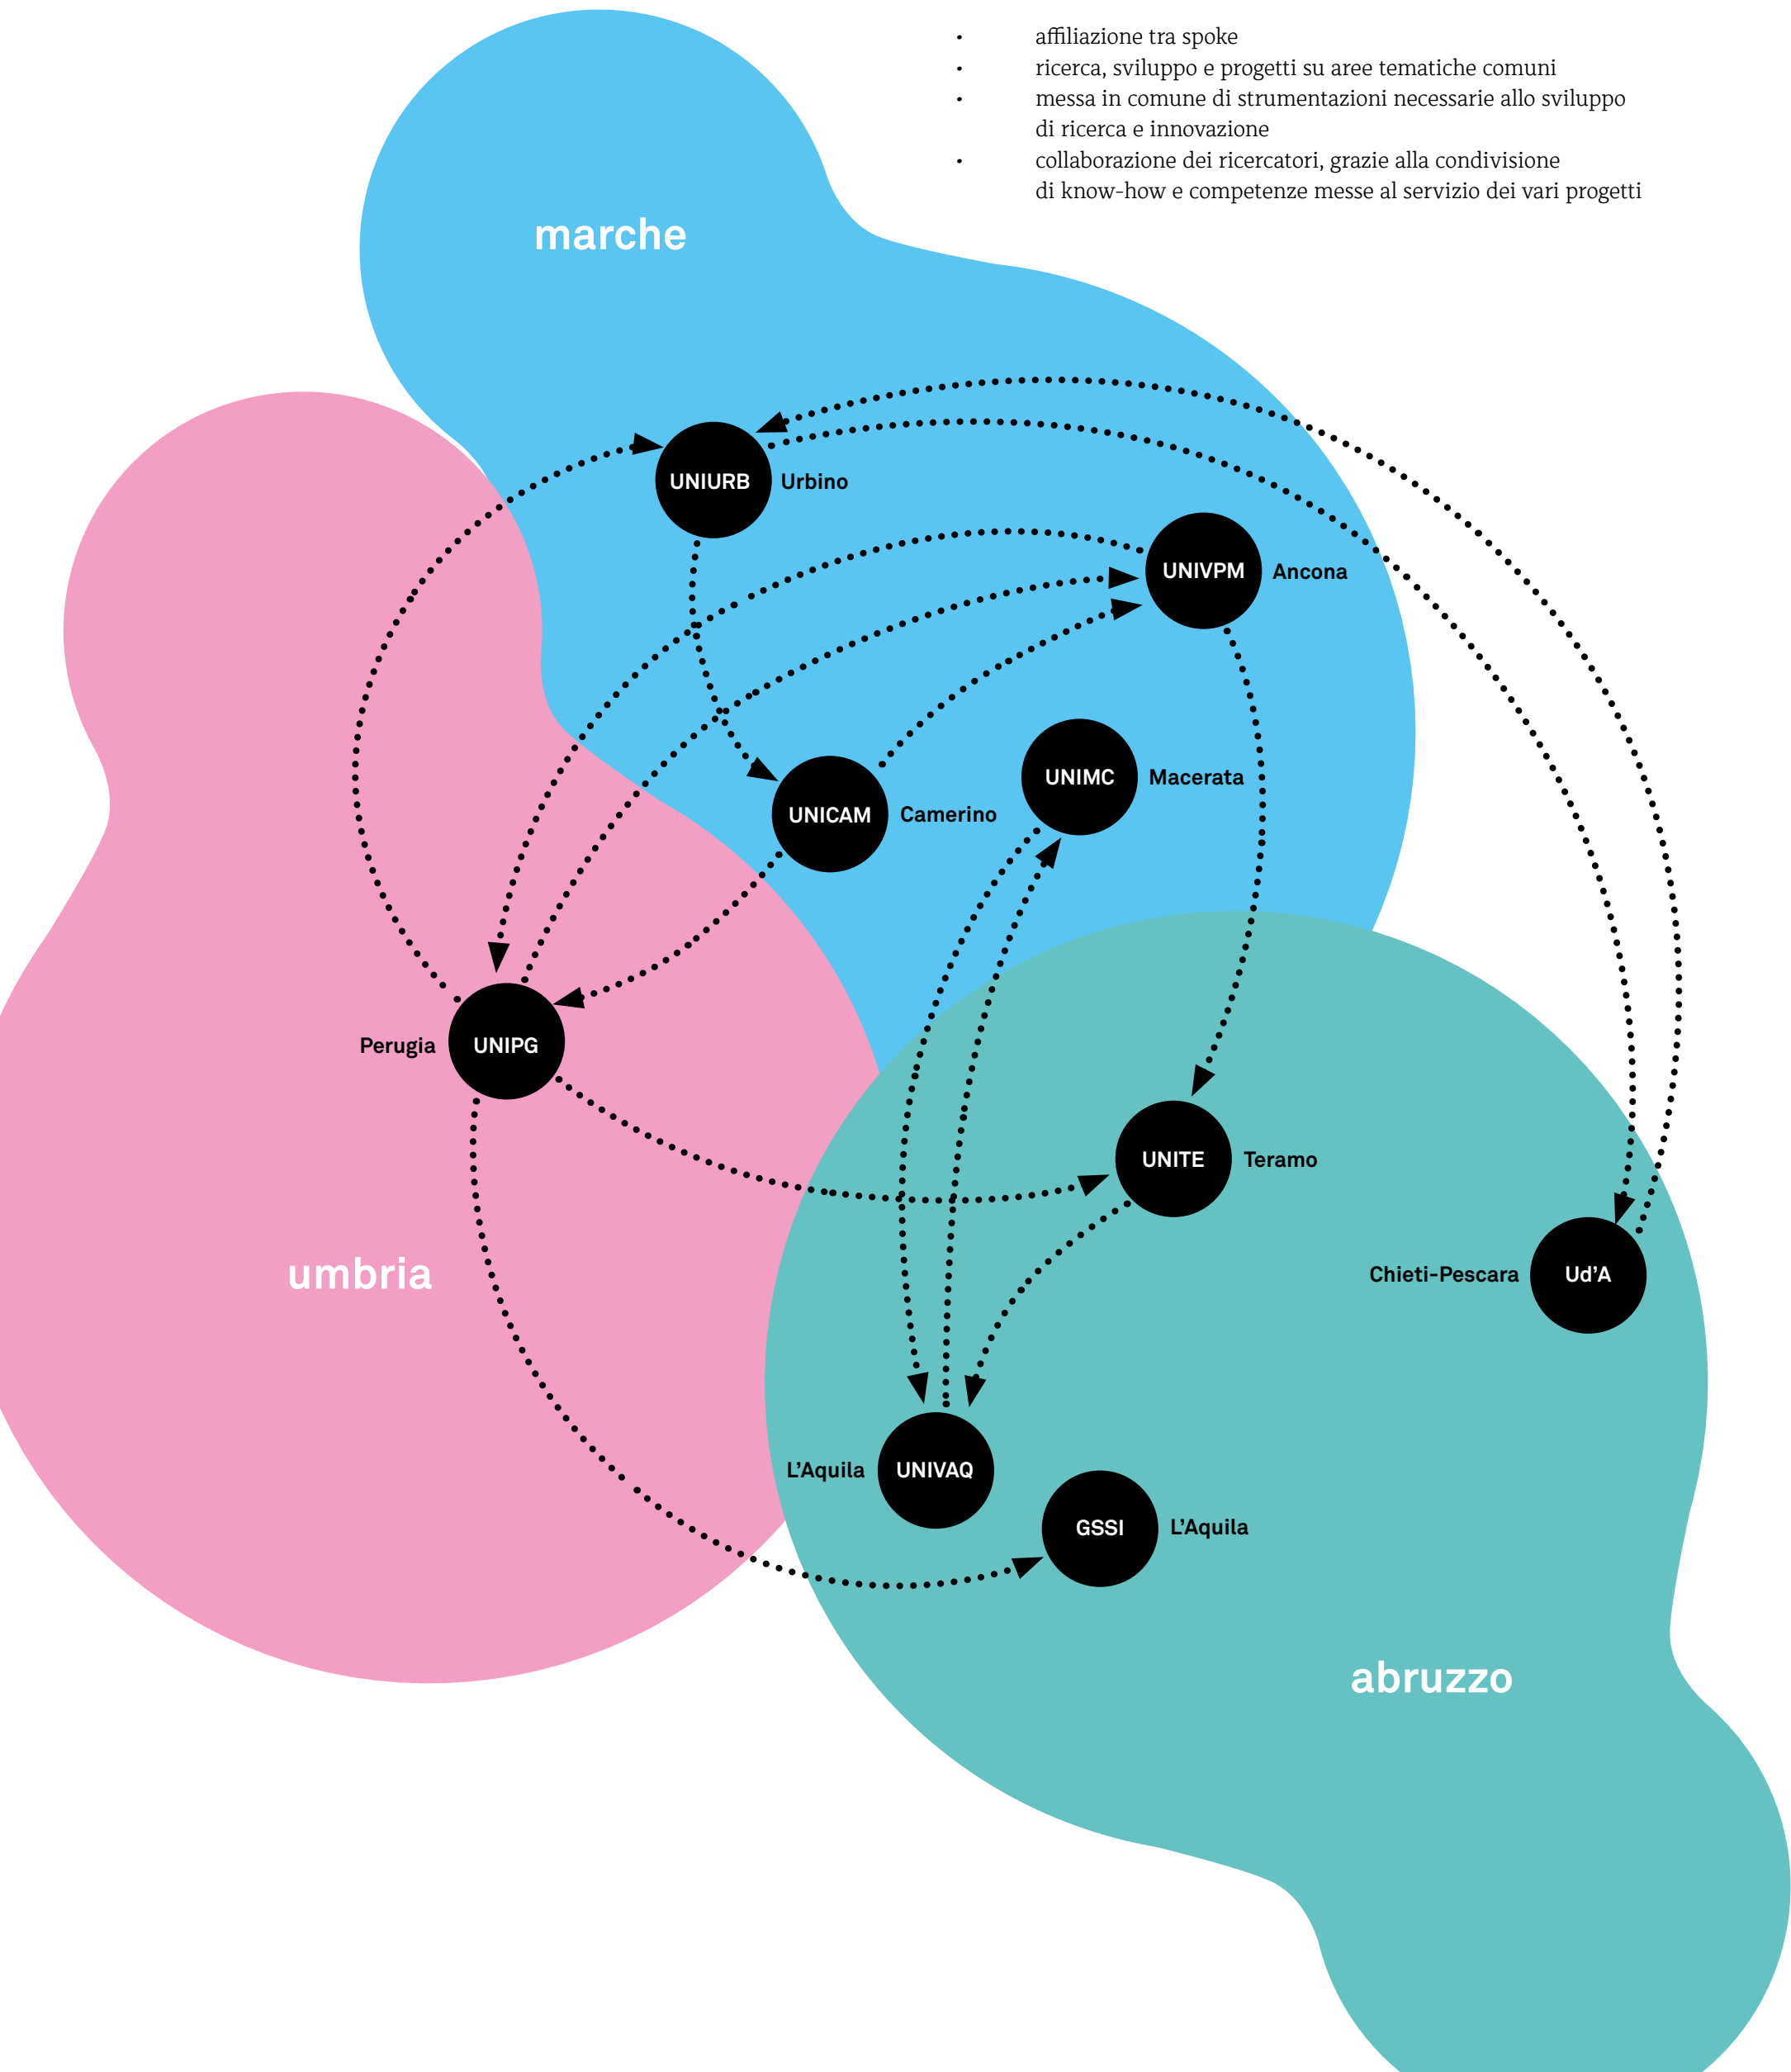 • affiliazione tra spoke
• ricerca, sviluppo e progetti su aree tematiche comuni
• messa in comune di strumentazioni necessarie allo sviluppo
di ricerca e innovazione
• collaborazione dei ricercatori, grazie alla condivisione
di know-how e competenze messe al servizio dei vari progetti
marche
UNIURB Urbino
UNIVPM Ancona
UNIMC Macerata
UNICAM Camerino
Perugia UNIPG
UNITE Teramo
umbria
Chieti-Pescara Ud’A
L’Aquila UNIVAQ
GSSI L’Aquila
abruzzo